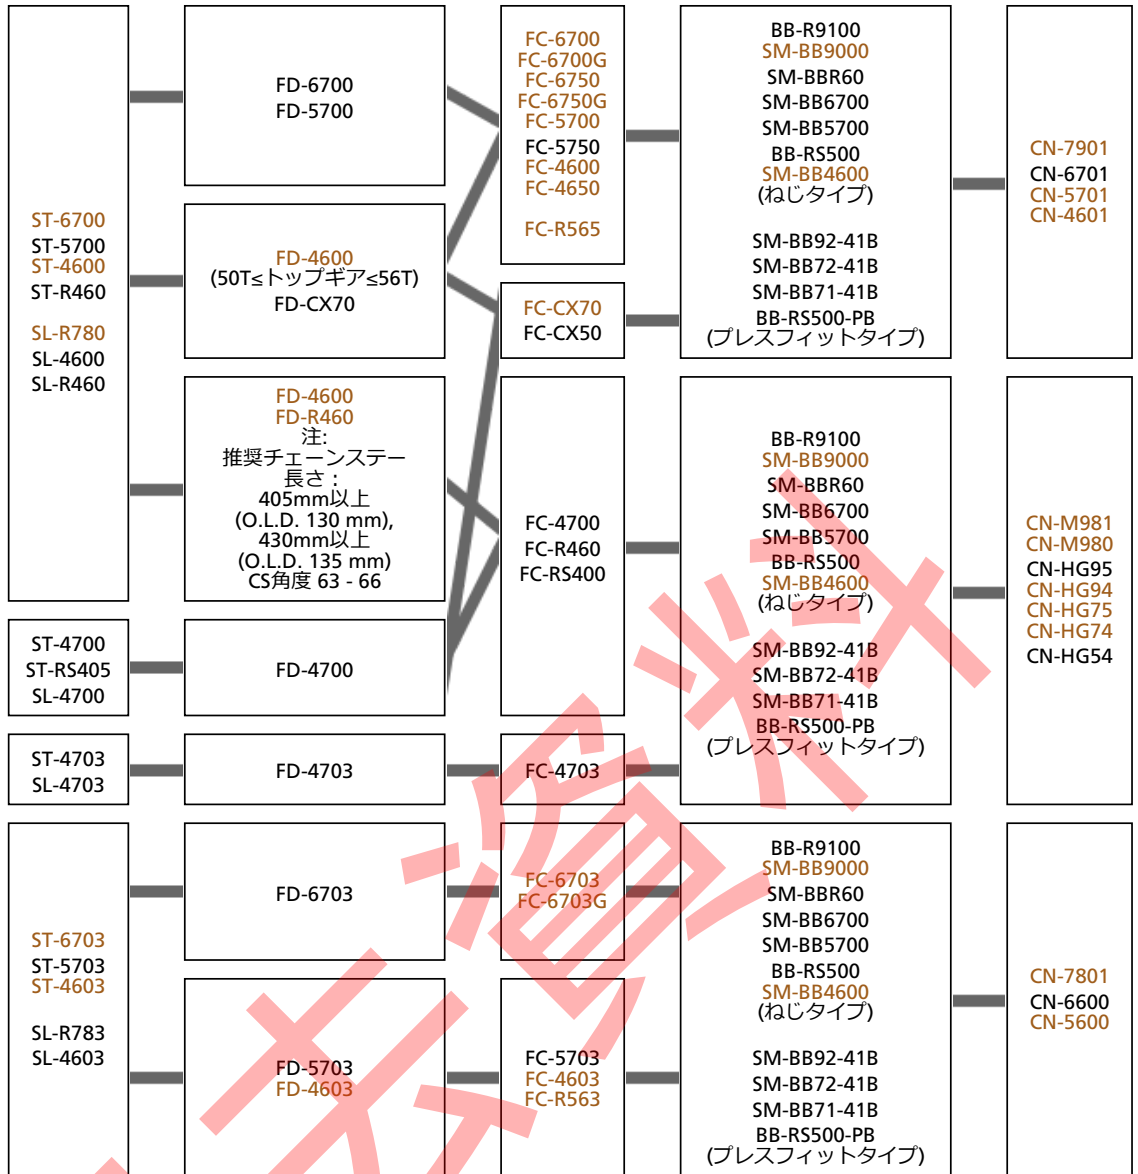 ST-6700
ST-5700
ST-4600
ST-R460
SL-R780
SL-4600
SL-R460
FD-6700
FD-5700
FD-4600
(50T≤トップギア≤56T)
FD-CX70
FD-4600
FD-R460
注:
推奨チェーンステー
長さ：
405mm以上
(O.L.D. 130 mm),
430mm以上
(O.L.D. 135 mm)
CS角度 63 - 66
FC-6700
FC-6700G
FC-6750
FC-6750G
FC-5700
FC-5750
FC-4600
FC-4650
FC-R565
FC-CX70
FC-CX50
BB-R9100
SM-BB9000
SM-BBR60
SM-BB6700
SM-BB5700
BB-RS500
SM-BB4600
(ねじタイプ)
SM-BB92-41B
SM-BB72-41B
SM-BB71-41B
BB-RS500-PB
(プレスフィットタイプ)
CN-7901
CN-6701
CN-5701
CN-4601
ST-4700
ST-RS405
SL-4700
FD-4700
FC-4700
FC-R460
FC-RS400
ST-4703
SL-4703
FD-4703
FC-4703
BB-R9100
SM-BB9000
SM-BBR60
SM-BB6700
SM-BB5700
BB-RS500
SM-BB4600
(ねじタイプ)
SM-BB92-41B
SM-BB72-41B
SM-BB71-41B
BB-RS500-PB
(プレスフィットタイプ)
CN-M981
CN-M980
CN-HG95
CN-HG94
CN-HG75
CN-HG74
CN-HG54
ST-6703
ST-5703
ST-4603
SL-R783
SL-4603
FD-6703
FC-6703
FC-6703G
FD-5703
FD-4603
FC-5703
FC-4603
FC-R563
BB-R9100
SM-BB9000
SM-BBR60
SM-BB6700
SM-BB5700
BB-RS500
SM-BB4600
(ねじタイプ)
SM-BB92-41B
SM-BB72-41B
SM-BB71-41B
BB-RS500-PB
(プレスフィットタイプ)
CN-7801
CN-6600
CN-5600
去資料